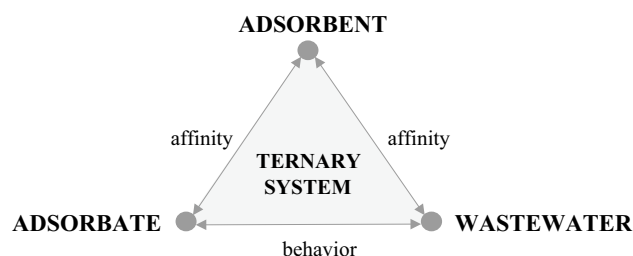 ADSORBENT
affinity
affinity
TERNARY
SYSTEM
ADSORBATE
WASTEWATER
behavior